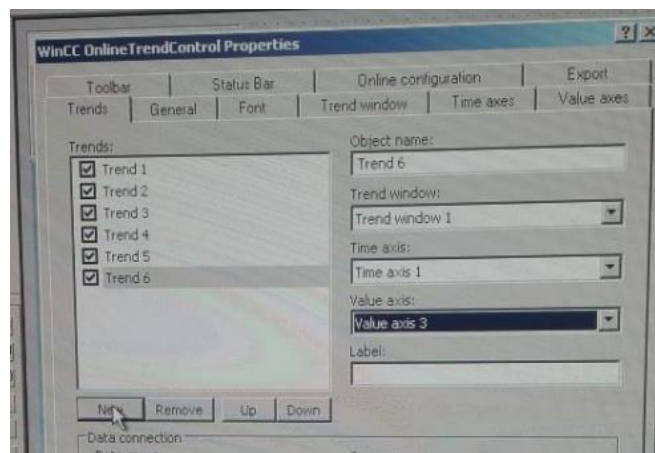 WinCC OnlineTrendControl Properties
Toolbar Status Bar Online configuration Export
Trends General Font Trend window Time axes Value axes
Trends:
Trend 1
Trend 2
Trend 3
Trend 4
Trend 5
Trend 6
Object name:
Trend 6
Trend window:
Trend window 1
Time axis:
Time axis 1
Value axis:
Value axis 3
Label:
New Remove Up Down
Data connection